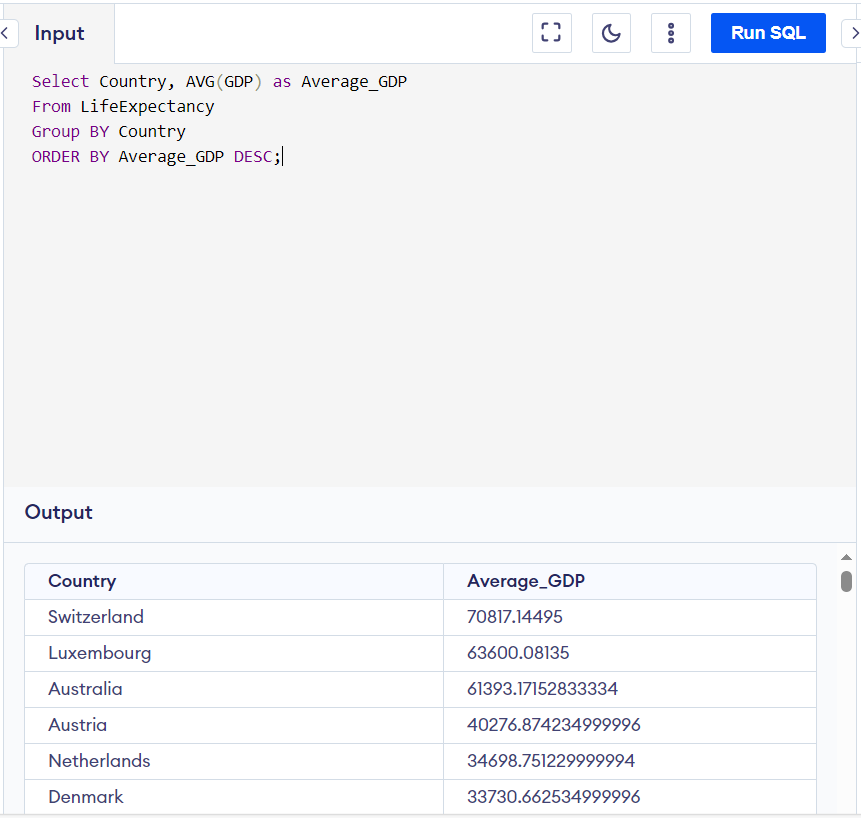 Input
Run SQL
Select Country, AVG(GDP) as Average_GDP
From LifeExpectancy
Group BY Country
ORDER BY Average_GDP DESC;
Output
Country Average_GDP
Switzerland 70817.14495
Luxembourg 63600.08135
Australia 61393.17152833334
Austria 40276.874234999996
Netherlands 34698.751229999994
Denmark 33730.662534999996